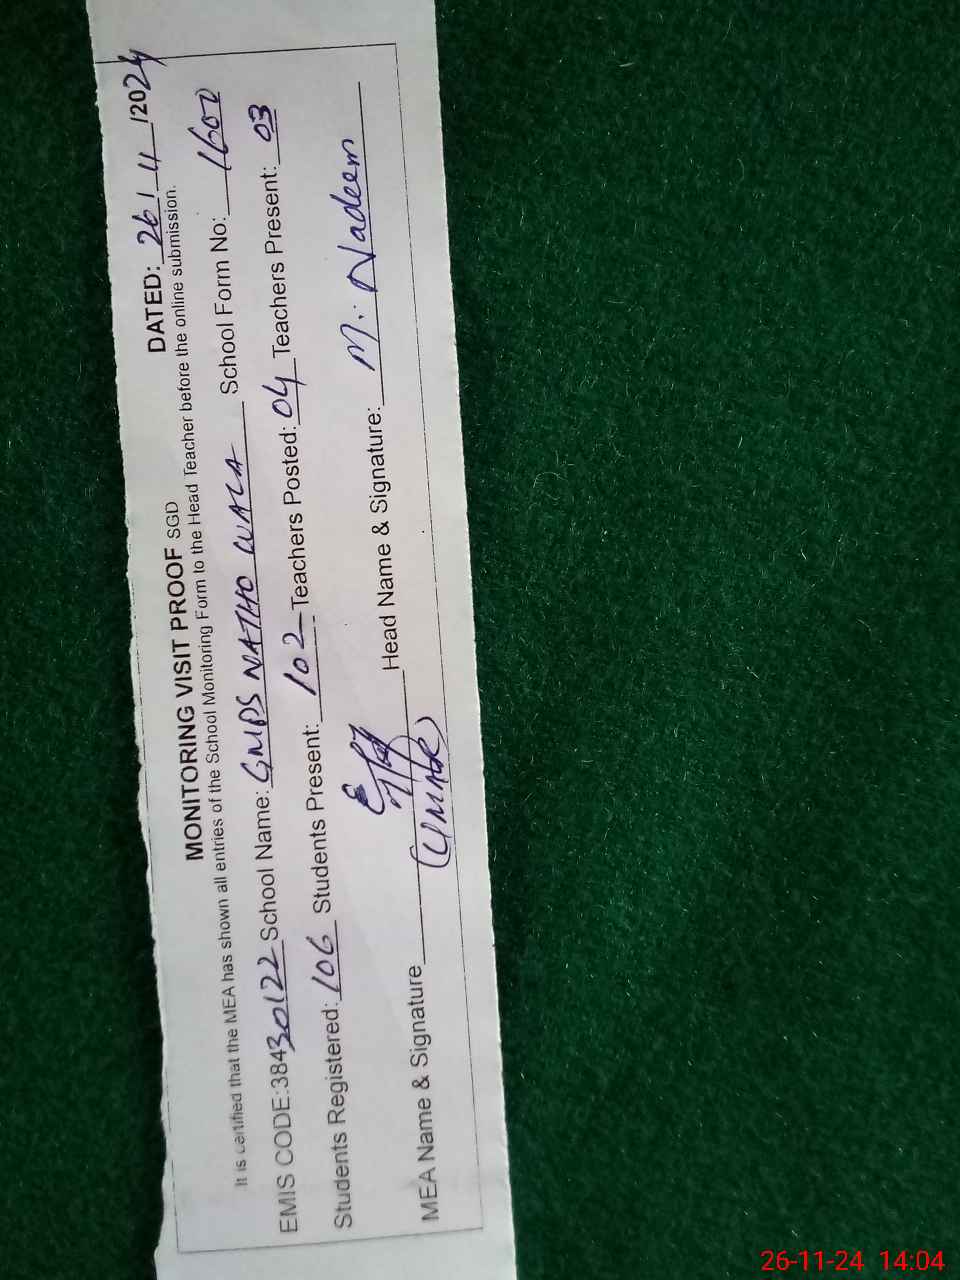 MONITORING VISIT PROOF SGD DATED: 26/11/2024
It is certified that the MEA has shown all entries of the School Monitoring Form to the Head Teacher before the online submission.
EMIS CODE:38430122 School Name: GMPS NATHO WALA School Form No: 1600
Students Registered: 106 Students Present: 102 Teachers Posted: 04 Teachers Present: 03
MEA Name & Signature (UMAR) Head Name & Signature: M. Nadeem
26-11-24 14:04